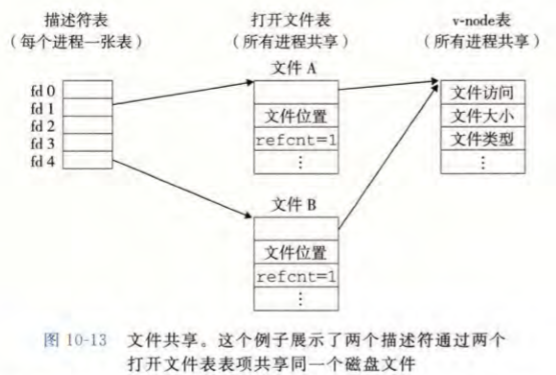 描述符表
（每个进程一张表）
打开文件表
（所有进程共享）
v-node表
（所有进程共享）
文件 A
fd 0
fd 1
fd 2
fd 3
fd 4
文件位置
refcnt=1
⋮
文件访问
文件大小
文件类型
⋮
文件 B
文件位置
refcnt=1
⋮
图 10-13 文件共享。这个例子展示了两个描述符通过两个
打开文件表表项共享同一个磁盘文件